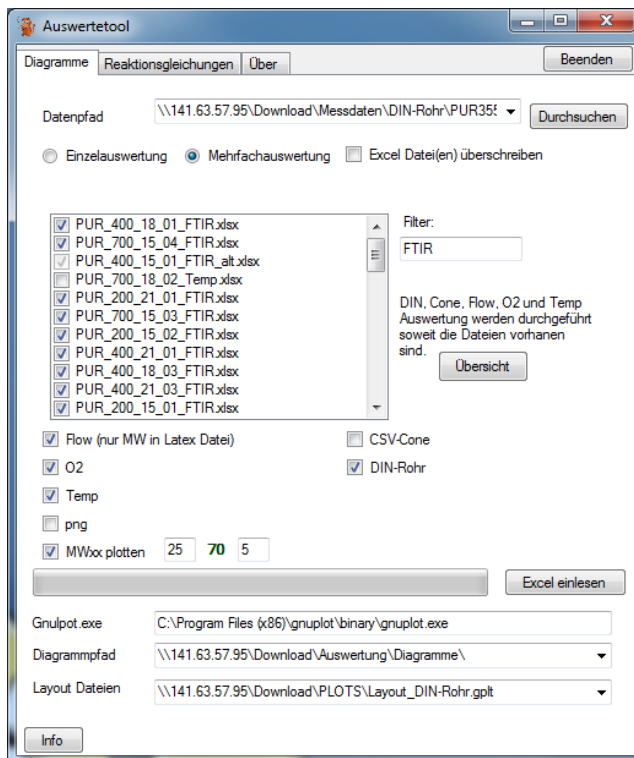 Auswertetool
Diagramme Reaktionsgleichungen Über Beenden
Datenpfad \\141.63.57.95\Download\Messdaten\DIN-Rohr\PUR355 Durchsuchen
Einzelauswertung Mehrfachauswertung Excel Datei(en) überschreiben
Filter:
FTIR
PUR_400_18_01_FTIR.xlsx
PUR_700_15_04_FTIR.xlsx
PUR_400_15_01_FTIR_alt.xlsx
PUR_700_18_02_Temp.xlsx
PUR_200_21_01_FTIR.xlsx
PUR_700_15_03_FTIR.xlsx
PUR_200_15_02_FTIR.xlsx
PUR_400_21_01_FTIR.xlsx
PUR_400_18_03_FTIR.xlsx
PUR_400_21_03_FTIR.xlsx
PUR_200_15_01_FTIR.xlsx
DIN, Cone, Flow, O2 und Temp
Auswertung werden durchgeführt
soweit die Dateien vorhanen
sind.
Übersicht
Flow (nur MW in Latex Datei) CSV-Cone
O2 DIN-Rohr
Temp
png
MWxx plotten 25 70 5
Excel einlesen
Gnulpot.exe C:\Program Files (x86)\gnuplot\binary\gnuplot.exe
Diagrammpfad \\141.63.57.95\Download\Auswertung\Diagramme\
Layout Dateien \\141.63.57.95\Download\PLOTS\Layout_DIN-Rohr.gplt
Info